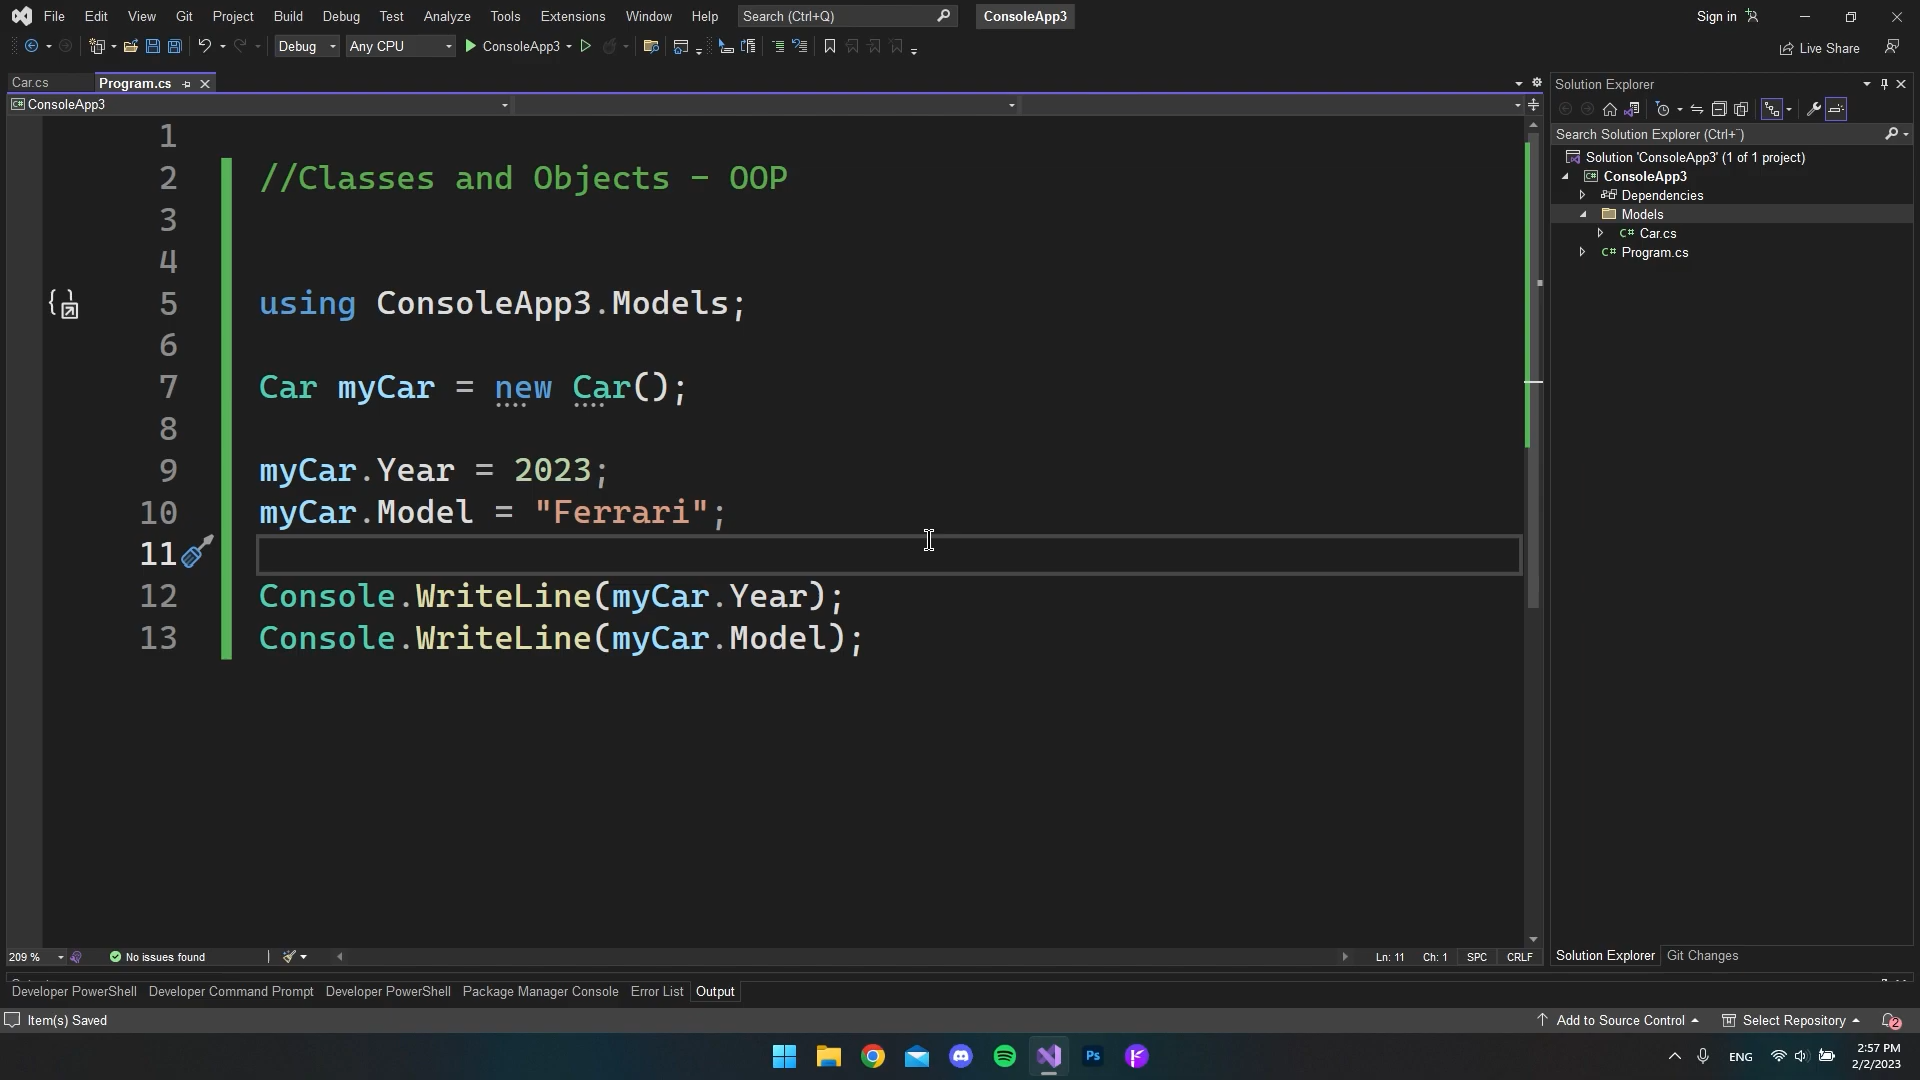 File Edit View Git Project Build Debug Test Analyze Tools Extensions Window Help Search (Ctrl+Q) ConsoleApp3 Sign in
Debug Any CPU ConsoleApp3 Live Share
Car.cs Program.cs Solution Explorer
C# ConsoleApp3
Search Solution Explorer (Ctrl+¨)
Solution 'ConsoleApp3' (1 of 1 project)
C# ConsoleApp3
Dependencies
Models
C# Car.cs
C# Program.cs
1
2 //Classes and Objects - OOP
3
4
5 using ConsoleApp3.Models;
6
7 Car myCar = new Car();
8
9 myCar.Year = 2023;
10 myCar.Model = "Ferrari";
11
12 Console.WriteLine(myCar.Year);
13 Console.WriteLine(myCar.Model);
209 % No issues found Ln: 11 Ch: 1 SPC CRLF Solution Explorer Git Changes
Developer PowerShell Developer Command Prompt Developer PowerShell Package Manager Console Error List Output
Item(s) Saved Add to Source Control Select Repository 2
Ps ENG 2:57 PM
2/2/2023